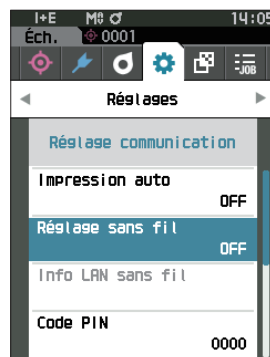 I+E M0 14:05
Éch. 0001
JOB
Réglages
Réglage communication
Impression auto
OFF
Réglage sans fil
OFF
Info LAN sans fil
Code PIN
0000